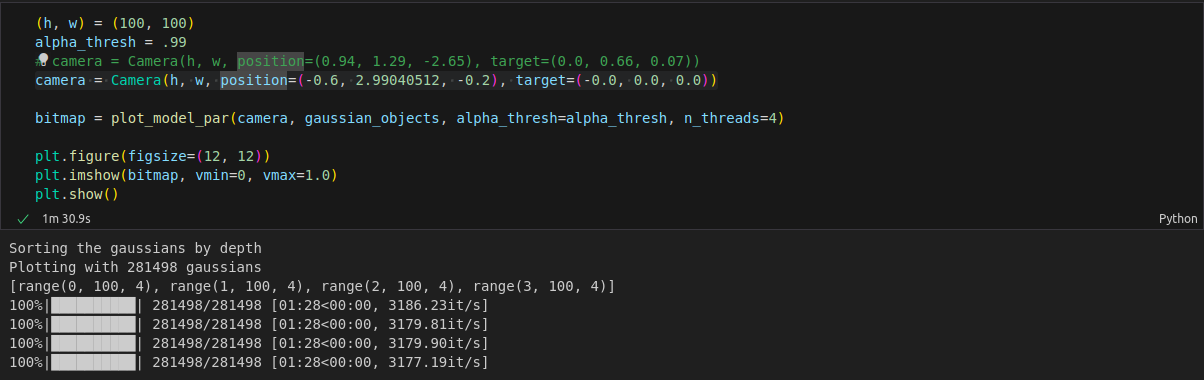 (h, w) = (100, 100)
alpha_thresh = .99
# camera = Camera(h, w, position=(0.94, 1.29, -2.65), target=(0.0, 0.66, 0.07))
camera = Camera(h, w, position=(-0.6, 2.99040512, -0.2), target=(-0.0, 0.0, 0.0))
bitmap = plot_model_par(camera, gaussian_objects, alpha_thresh=alpha_thresh, n_threads=4)
plt.figure(figsize=(12, 12))
plt.imshow(bitmap, vmin=0, vmax=1.0)
plt.show()
1m 30.9s
Python
Sorting the gaussians by depth
Plotting with 281498 gaussians
[range(0, 100, 4), range(1, 100, 4), range(2, 100, 4), range(3, 100, 4)]
100%|██████████| 281498/281498 [01:28<00:00, 3186.23it/s]
100%|██████████| 281498/281498 [01:28<00:00, 3179.81it/s]
100%|██████████| 281498/281498 [01:28<00:00, 3179.90it/s]
100%|██████████| 281498/281498 [01:28<00:00, 3177.19it/s]